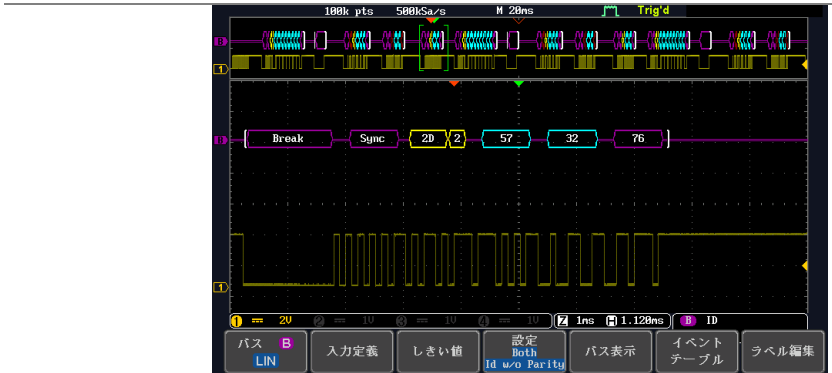 100k pts 500kSa/s M 20ms Trig'd
B
1
B Break Sync 2D 2 57 32 76
1
1 2V 2 1V 3 1V 4 1V Z 1ms H 1.120ms B ID
バス B
LIN
入力定義
しきい値
設定
Both
Id w/o Parity
バス表示
イベント
テーブル
ラベル編集